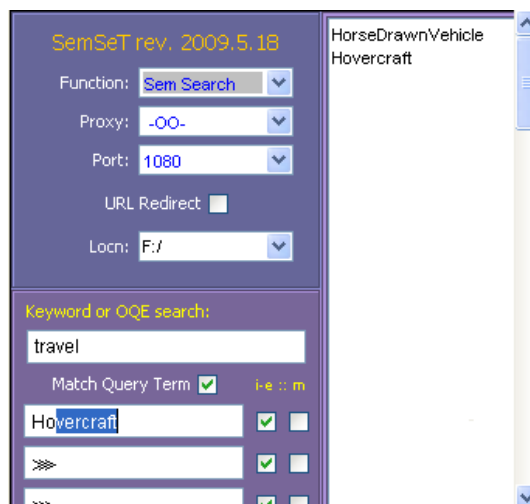 SemSeT rev. 2009.5.18
Function: Sem Search
Proxy: -OO-
Port: 1080
URL Redirect
Locn: F:/
Keyword or OQE search:
travel
Match Query Term i-e :: m
Hovercraft
⋙
⋙
HorseDrawnVehicle
Hovercraft